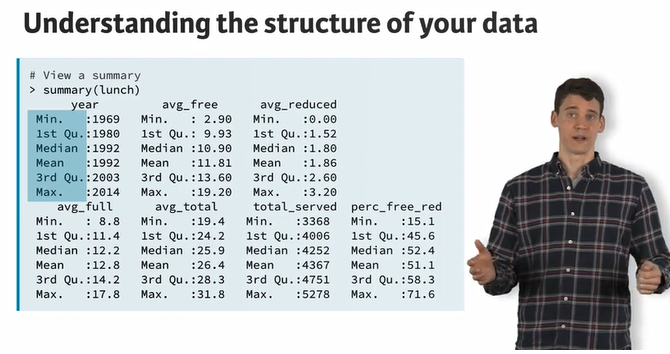 Understanding the structure of your data
# View a summary
> summary(lunch)
year avg_free avg_reduced
Min. :1969 Min. : 2.90 Min. :0.00
1st Qu.:1980 1st Qu.: 9.93 1st Qu.:1.52
Median :1992 Median :10.90 Median :1.80
Mean :1992 Mean :11.81 Mean :1.86
3rd Qu.:2003 3rd Qu.:13.60 3rd Qu.:2.60
Max. :2014 Max. :19.20 Max. :3.20
avg_full avg_total total_served perc_free_red
Min. : 8.8 Min. :19.4 Min. :3368 Min. :15.1
1st Qu.:11.4 1st Qu.:24.2 1st Qu.:4006 1st Qu.:45.6
Median :12.2 Median :25.9 Median :4252 Median :52.4
Mean :12.8 Mean :26.4 Mean :4367 Mean :51.1
3rd Qu.:14.2 3rd Qu.:28.3 3rd Qu.:4751 3rd Qu.:58.3
Max. :17.8 Max. :31.8 Max. :5278 Max. :71.6